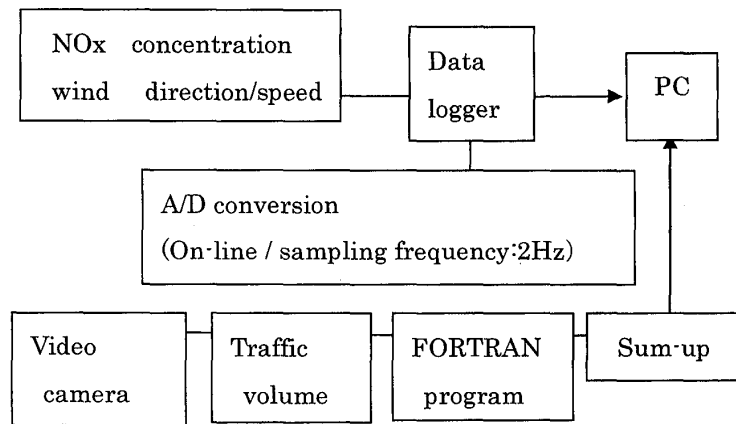 NOx concentration
wind direction/speed
Data
logger
PC
A/D conversion
(On-line / sampling frequency:2Hz)
Video
camera
Traffic
volume
FORTRAN
program
Sum-up